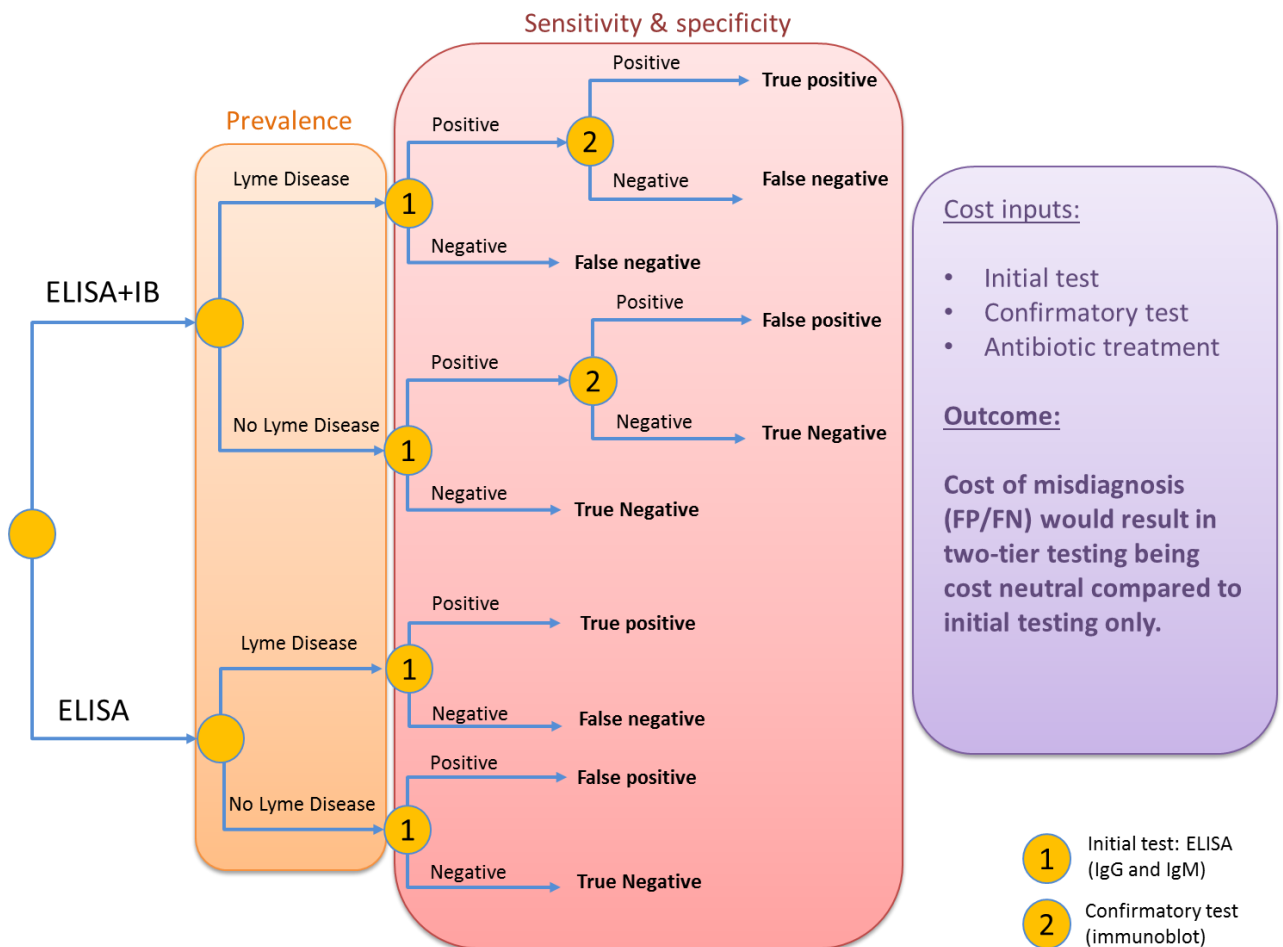 Sensitivity & specificity
Prevalence
ELISA+IB
Lyme Disease
1
Positive
2
Positive
True positive
Negative
False negative
Negative
False negative
No Lyme Disease
1
Positive
2
Positive
False positive
Negative
True Negative
Negative
True Negative
ELISA
Lyme Disease
1
Positive
True positive
Negative
False negative
No Lyme Disease
1
Positive
False positive
Negative
True Negative
Cost inputs:
• Initial test
• Confirmatory test
• Antibiotic treatment
Outcome:
Cost of misdiagnosis
(FP/FN) would result in
two-tier testing being
cost neutral compared to
initial testing only.
1
Initial test: ELISA
(IgG and IgM)
2
Confirmatory test
(immunoblot)